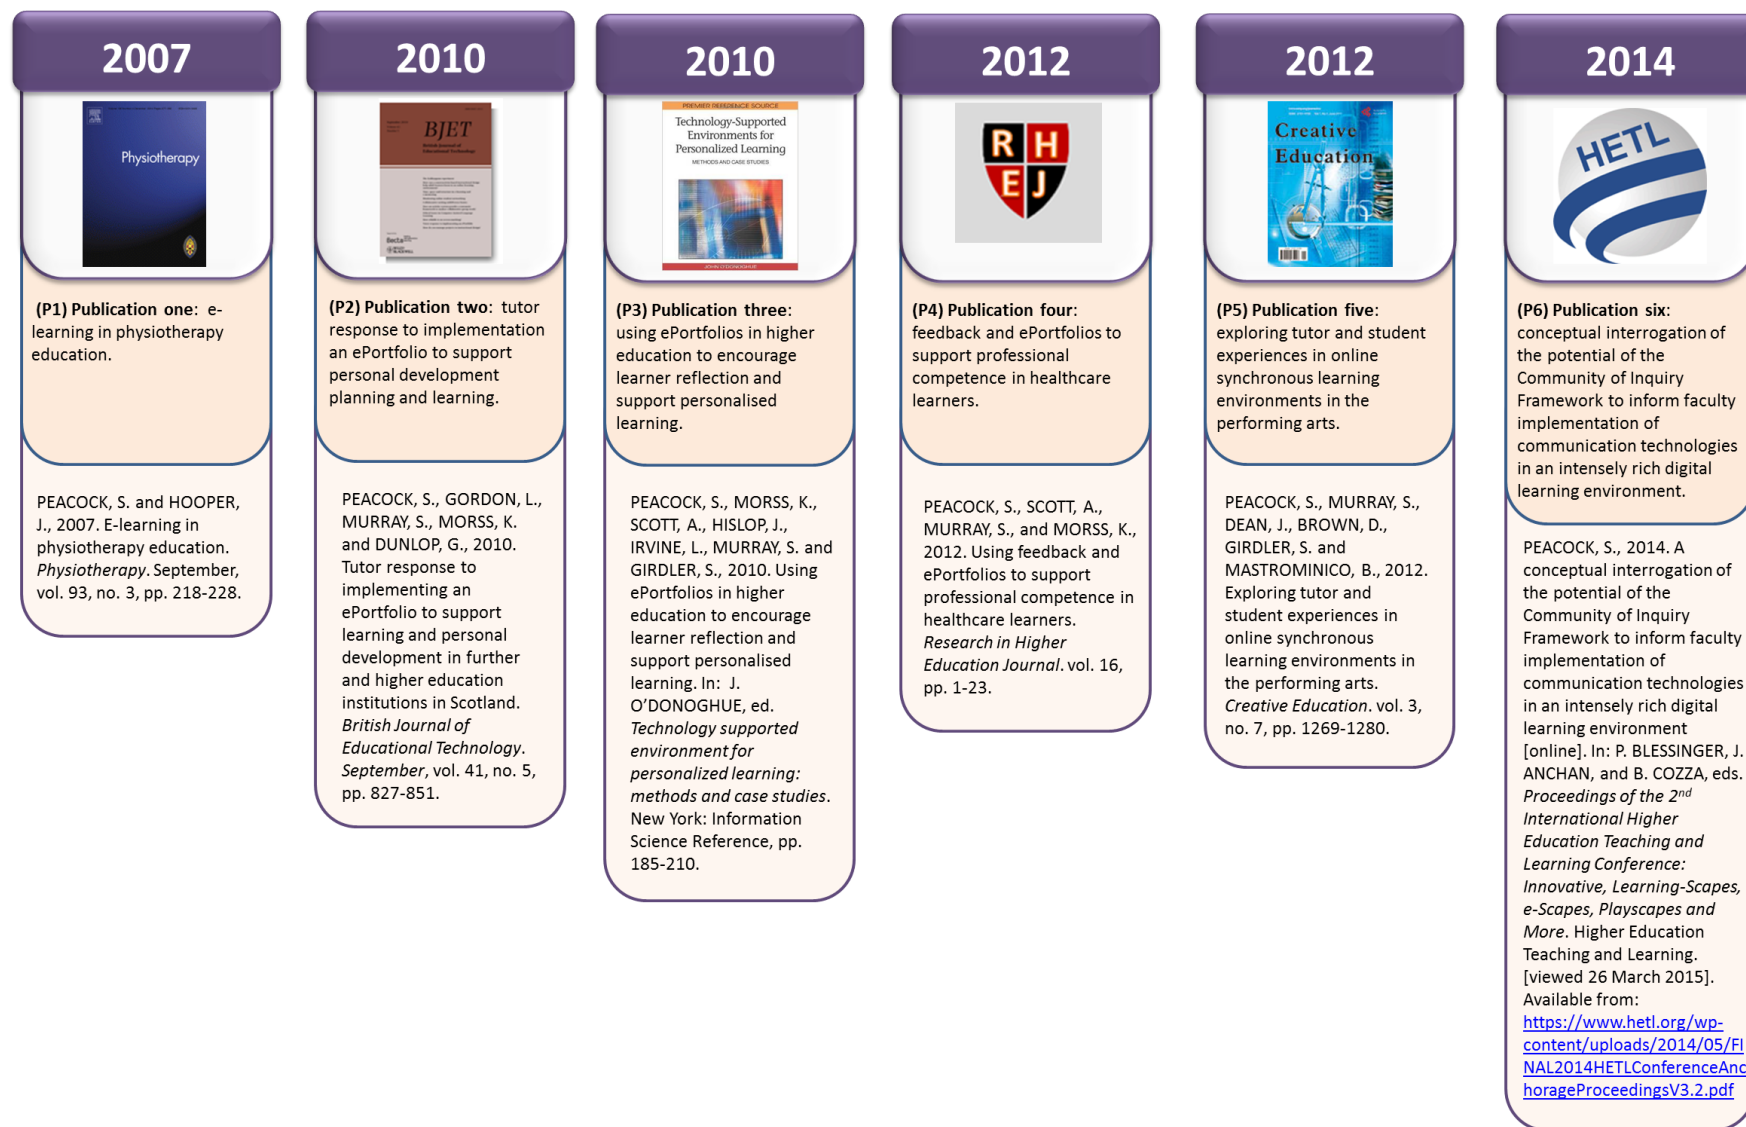 2007
Physiotherapy
(P1) Publication one: e-
learning in physiotherapy
education.
PEACOCK, S. and HOOPER,
J., 2007. E-learning in
physiotherapy education.
Physiotherapy. September,
vol. 93, no. 3, pp. 218-228.
2010
BJET
British Journal of
Educational Technology
Becta
(P2) Publication two: tutor
response to implementation
an ePortfolio to support
personal development
planning and learning.
PEACOCK, S., GORDON, L.,
MURRAY, S., MORSS, K.
and DUNLOP, G., 2010.
Tutor response to
implementing an
ePortfolio to support
learning and personal
development in further
and higher education
institutions in Scotland.
British Journal of
Educational Technology.
September, vol. 41, no. 5,
pp. 827-851.
2010
PREMIER REFERENCE SOURCE
Technology-Supported
Environments for
Personalized Learning
METHODS AND CASE STUDIES
JOHN O'DONOGHUE
(P3) Publication three:
using ePortfolios in higher
education to encourage
learner reflection and
support personalised
learning.
PEACOCK, S., MORSS, K.,
SCOTT, A., HISLOP, J.,
IRVINE, L., MURRAY, S. and
GIRDLER, S., 2010. Using
ePortfolios in higher
education to encourage
learner reflection and
support personalised
learning. In: J.
O'DONOGHUE, ed.
Technology supported
environment for
personalized learning:
methods and case studies.
New York: Information
Science Reference, pp.
185-210.
2012
R H
E J
(P4) Publication four:
feedback and ePortfolios to
support professional
competence in healthcare
learners.
PEACOCK, S., SCOTT, A.,
MURRAY, S., and MORSS, K.,
2012. Using feedback and
ePortfolios to support
professional competence in
healthcare learners.
Research in Higher
Education Journal. vol. 16,
pp. 1-23.
2012
Creative
Education
(P5) Publication five:
exploring tutor and student
experiences in online
synchronous learning
environments in the
performing arts.
PEACOCK, S., MURRAY, S.,
DEAN, J., BROWN, D.,
GIRDLER, S. and
MASTROMINICO, B., 2012.
Exploring tutor and
student experiences in
online synchronous
learning environments in
the performing arts.
Creative Education. vol. 3,
no. 7, pp. 1269-1280.
2014
HETL
(P6) Publication six:
conceptual interrogation of
the potential of the
Community of Inquiry
Framework to inform faculty
implementation of
communication technologies
in an intensely rich digital
learning environment.
PEACOCK, S., 2014. A
conceptual interrogation of
the potential of the
Community of Inquiry
Framework to inform faculty
implementation of
communication technologies
in an intensely rich digital
learning environment
[online]. In: P. BLESSINGER, J.
ANCHAN, and B. COZZA, eds.
Proceedings of the 2nd
International Higher
Education Teaching and
Learning Conference:
Innovative, Learning-Scapes,
e-Scapes, Playscapes and
More. Higher Education
Teaching and Learning.
[viewed 26 March 2015].
Available from:
https://www.hetl.org/wp-
content/uploads/2014/05/FI
NAL2014HETLConferenceAnc
horageProceedingsV3.2.pdf